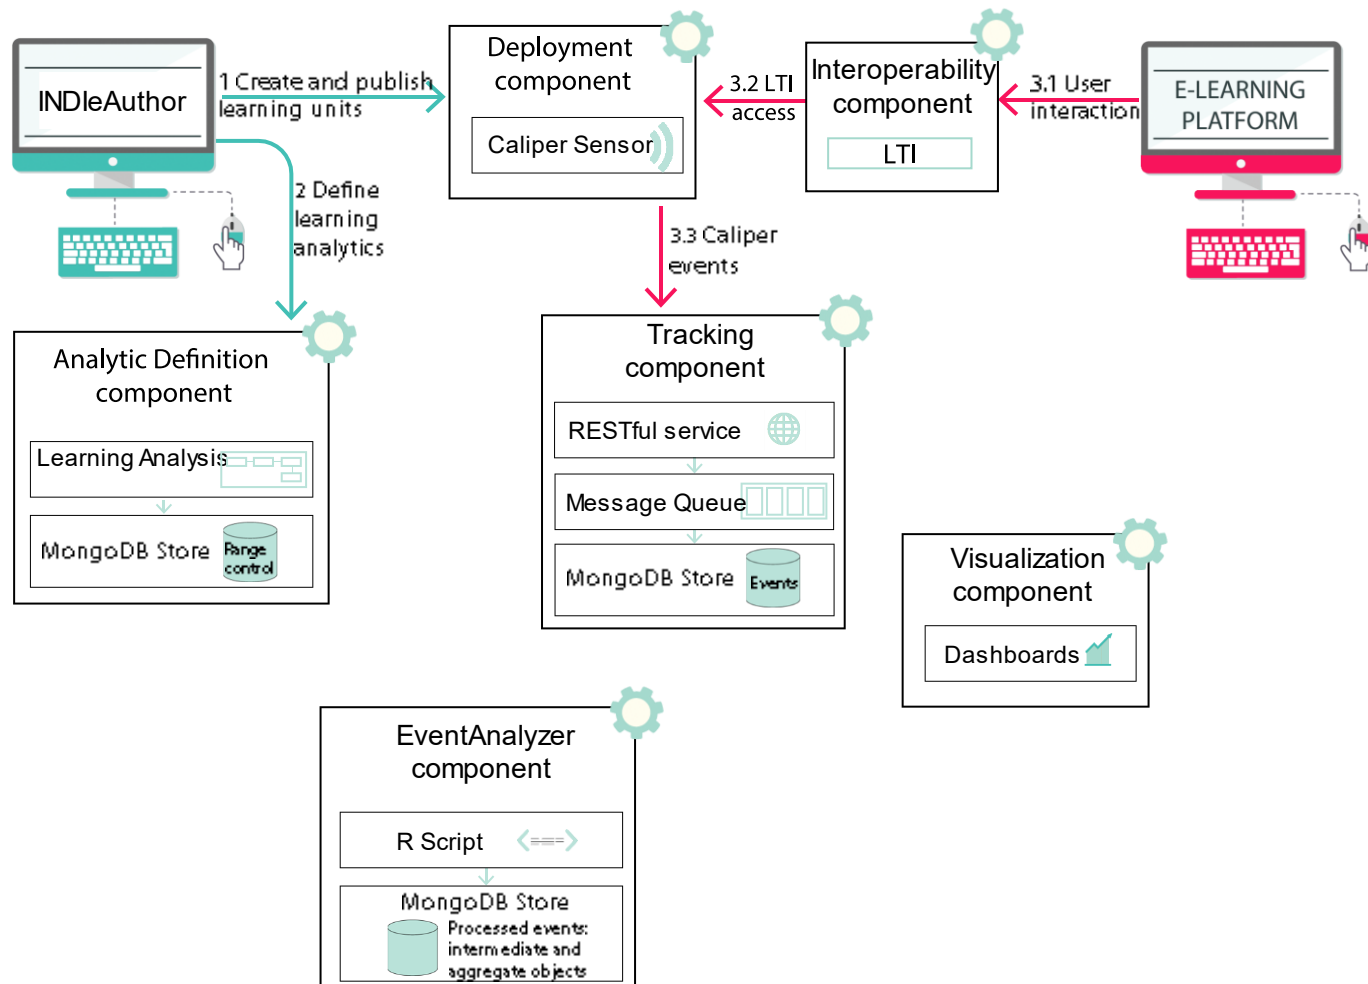 INDIeAuthor
1 Create and publish
learning units
Deployment
component
Caliper Sensor
3.2 LTI
access
Interoperability
component
LTI
3.1 User
interaction
E-LEARNING
PLATFORM
2 Define
learning
analytics
3.3 Caliper
events
Analytic Definition
component
Learning Analysis
MongoDB Store
Range
control
Tracking
component
RESTful service
Message Queue
MongoDB Store
Events
Visualization
component
Dashboards
EventAnalyzer
component
R Script
<===>
MongoDB Store
Processed events:
intermediate and
aggregate objects